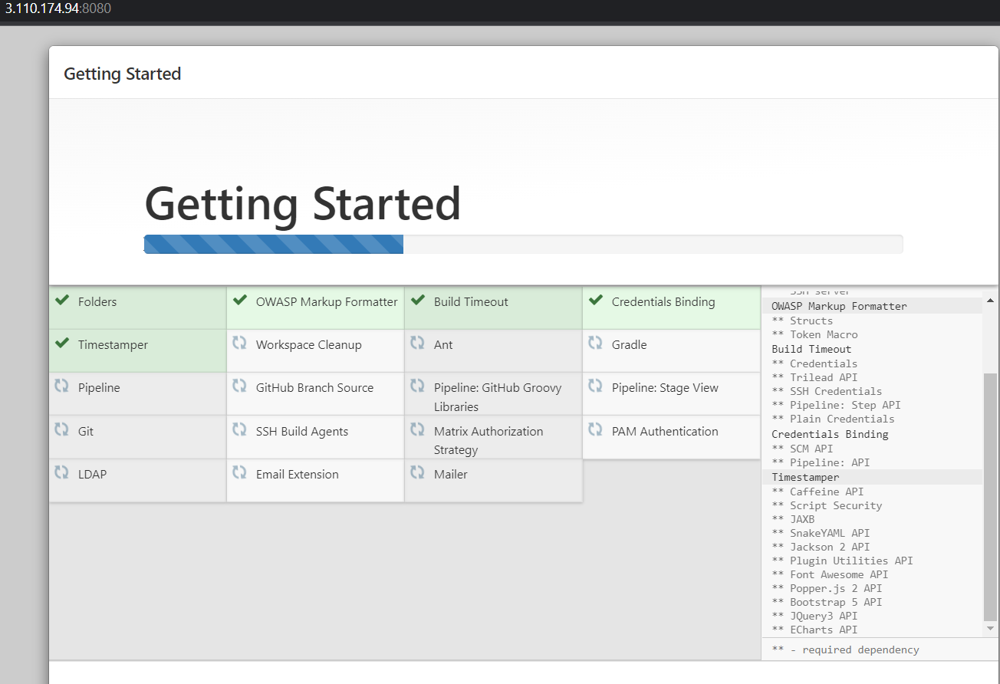 3.110.174.94:8080
Getting Started
Getting Started
Folders
OWASP Markup Formatter
Build Timeout
Credentials Binding
Timestamper
Workspace Cleanup
Ant
Gradle
Pipeline
GitHub Branch Source
Pipeline: GitHub Groovy
Libraries
Pipeline: Stage View
Git
SSH Build Agents
Matrix Authorization
Strategy
PAM Authentication
LDAP
Email Extension
Mailer
SSH server
OWASP Markup Formatter
** Structs
** Token Macro
Build Timeout
** Credentials
** Trilead API
** SSH Credentials
** Pipeline: Step API
** Plain Credentials
Credentials Binding
** SCM API
** Pipeline: API
Timestamper
** Caffeine API
** Script Security
** JAXB
** SnakeYAML API
** Jackson 2 API
** Plugin Utilities API
** Font Awesome API
** Popper.js 2 API
** Bootstrap 5 API
** JQuery3 API
** ECharts API
** - required dependency